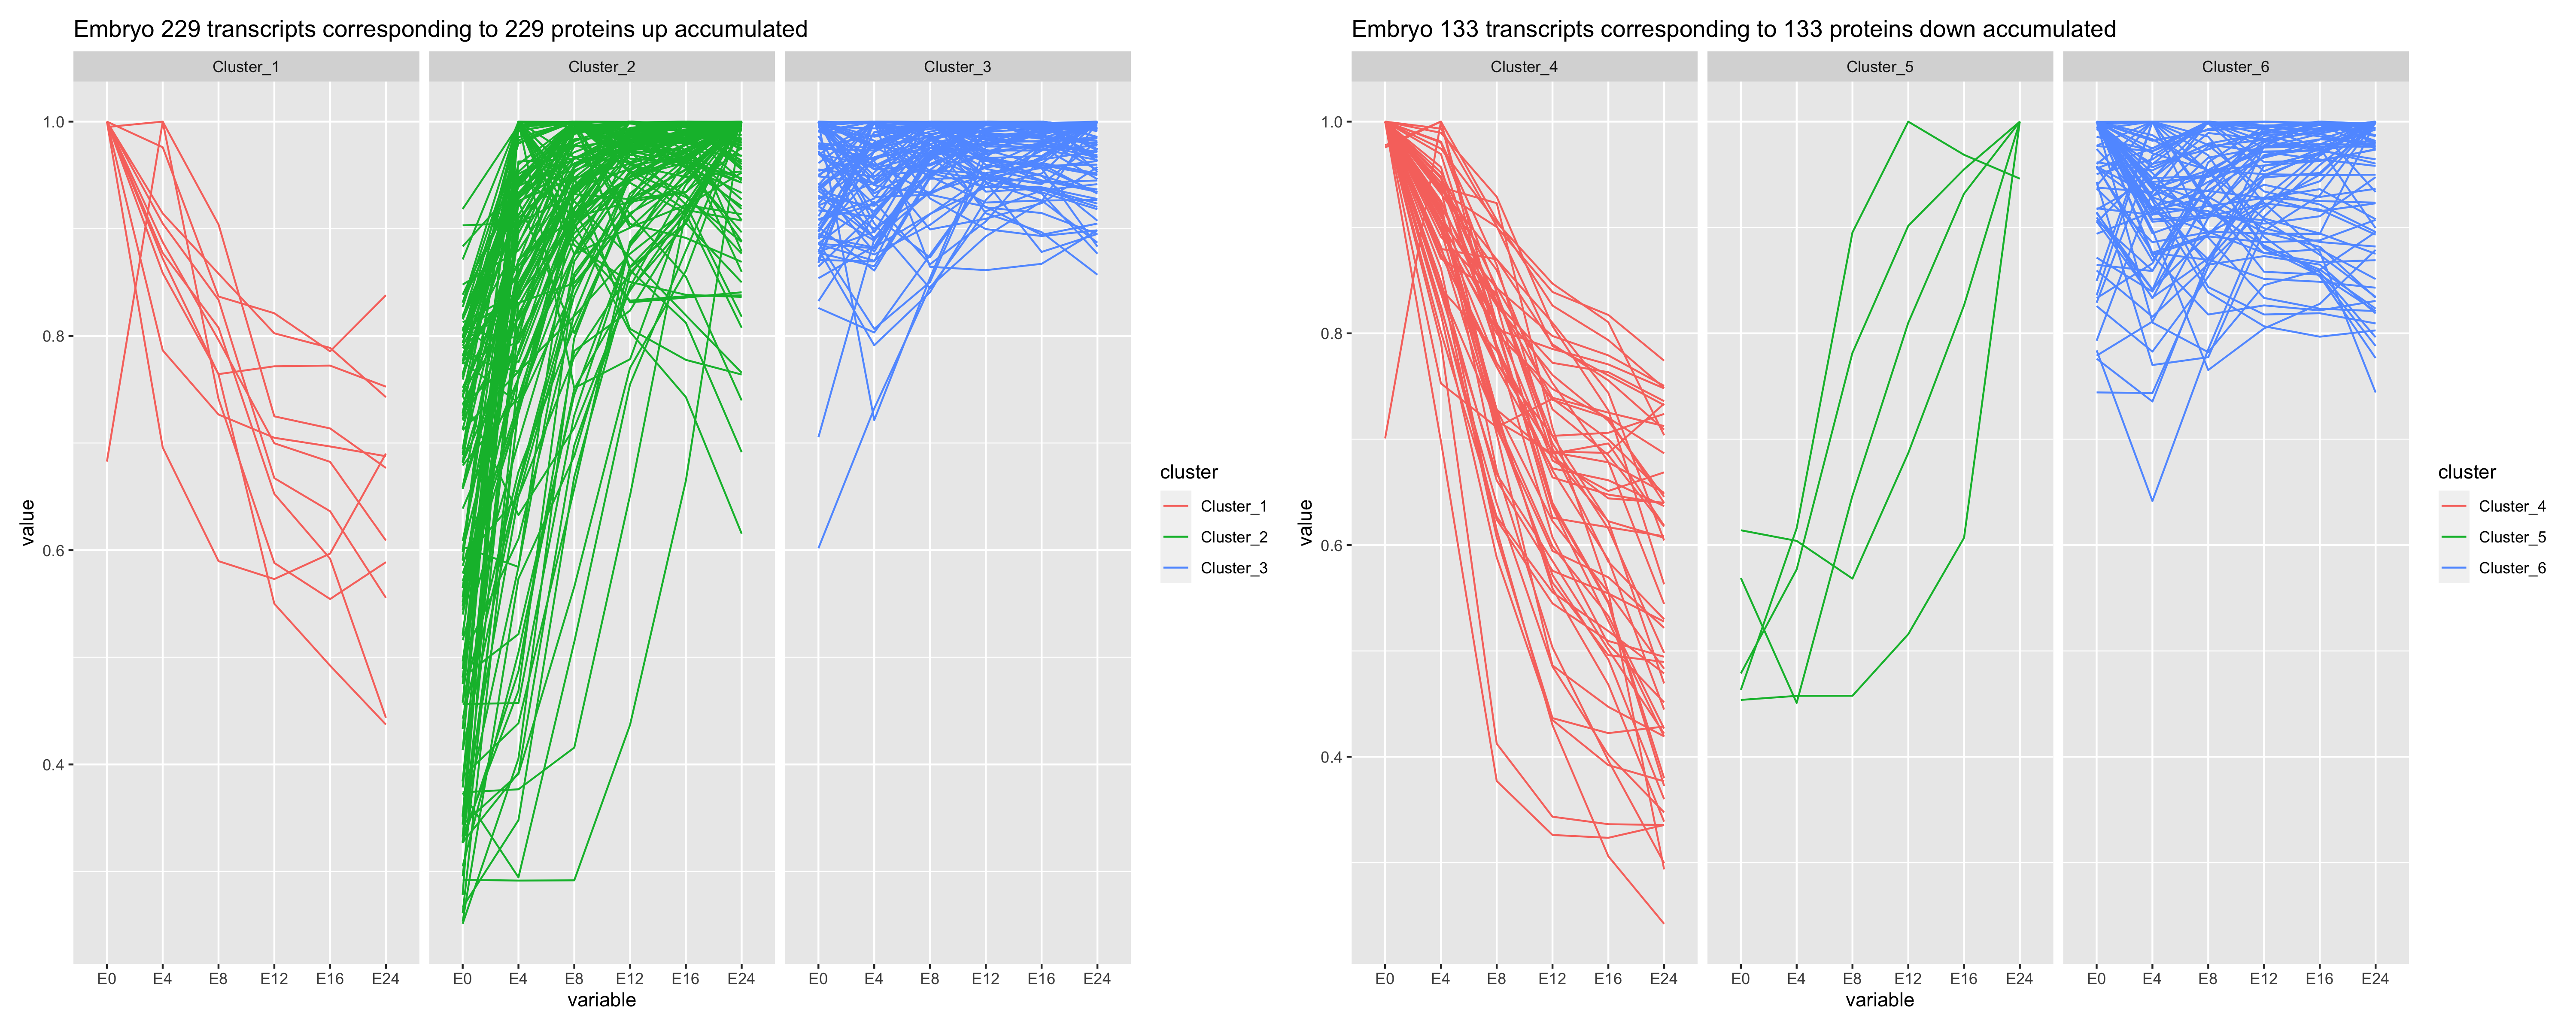 Embryo 229 transcripts corresponding to 229 proteins up accumulated
Cluster_1 Cluster_2 Cluster_3
1.0
0.8
0.6
0.4
value
E0 E4 E8 E12 E16 E24 E0 E4 E8 E12 E16 E24 E0 E4 E8 E12 E16 E24
variable
cluster
Cluster_1
Cluster_2
Cluster_3
Embryo 133 transcripts corresponding to 133 proteins down accumulated
Cluster_4 Cluster_5 Cluster_6
1.0
0.8
0.6
0.4
value
E0 E4 E8 E12 E16 E24 E0 E4 E8 E12 E16 E24 E0 E4 E8 E12 E16 E24
variable
cluster
Cluster_4
Cluster_5
Cluster_6